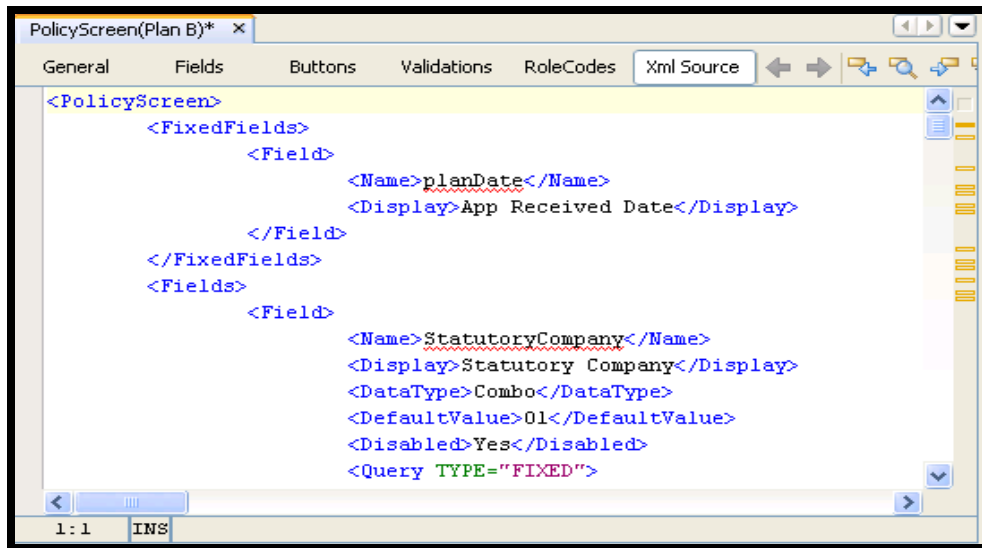 PolicyScreen(Plan B)* ×
General Fields Buttons Validations RoleCodes Xml Source
<PolicyScreen>
<FixedFields>
<Field>
<Name>planDate</Name>
<Display>App Received Date</Display>
</Field>
</FixedFields>
<Fields>
<Field>
<Name>StatutoryCompany</Name>
<Display>Statutory Company</Display>
<DataType>Combo</DataType>
<DefaultValue>01</DefaultValue>
<Disabled>Yes</Disabled>
<Query TYPE="FIXED">
1:1 INS